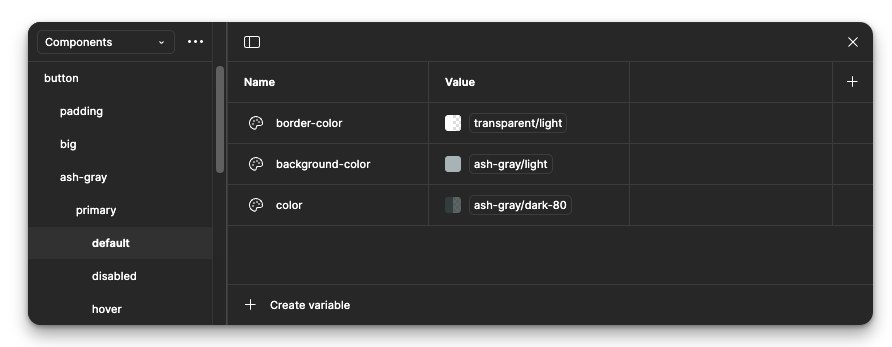 Components
button
padding
big
ash-gray
primary
default
disabled
hover
Name Value
border-color transparent/light
background-color ash-gray/light
color ash-gray/dark-80
Create variable